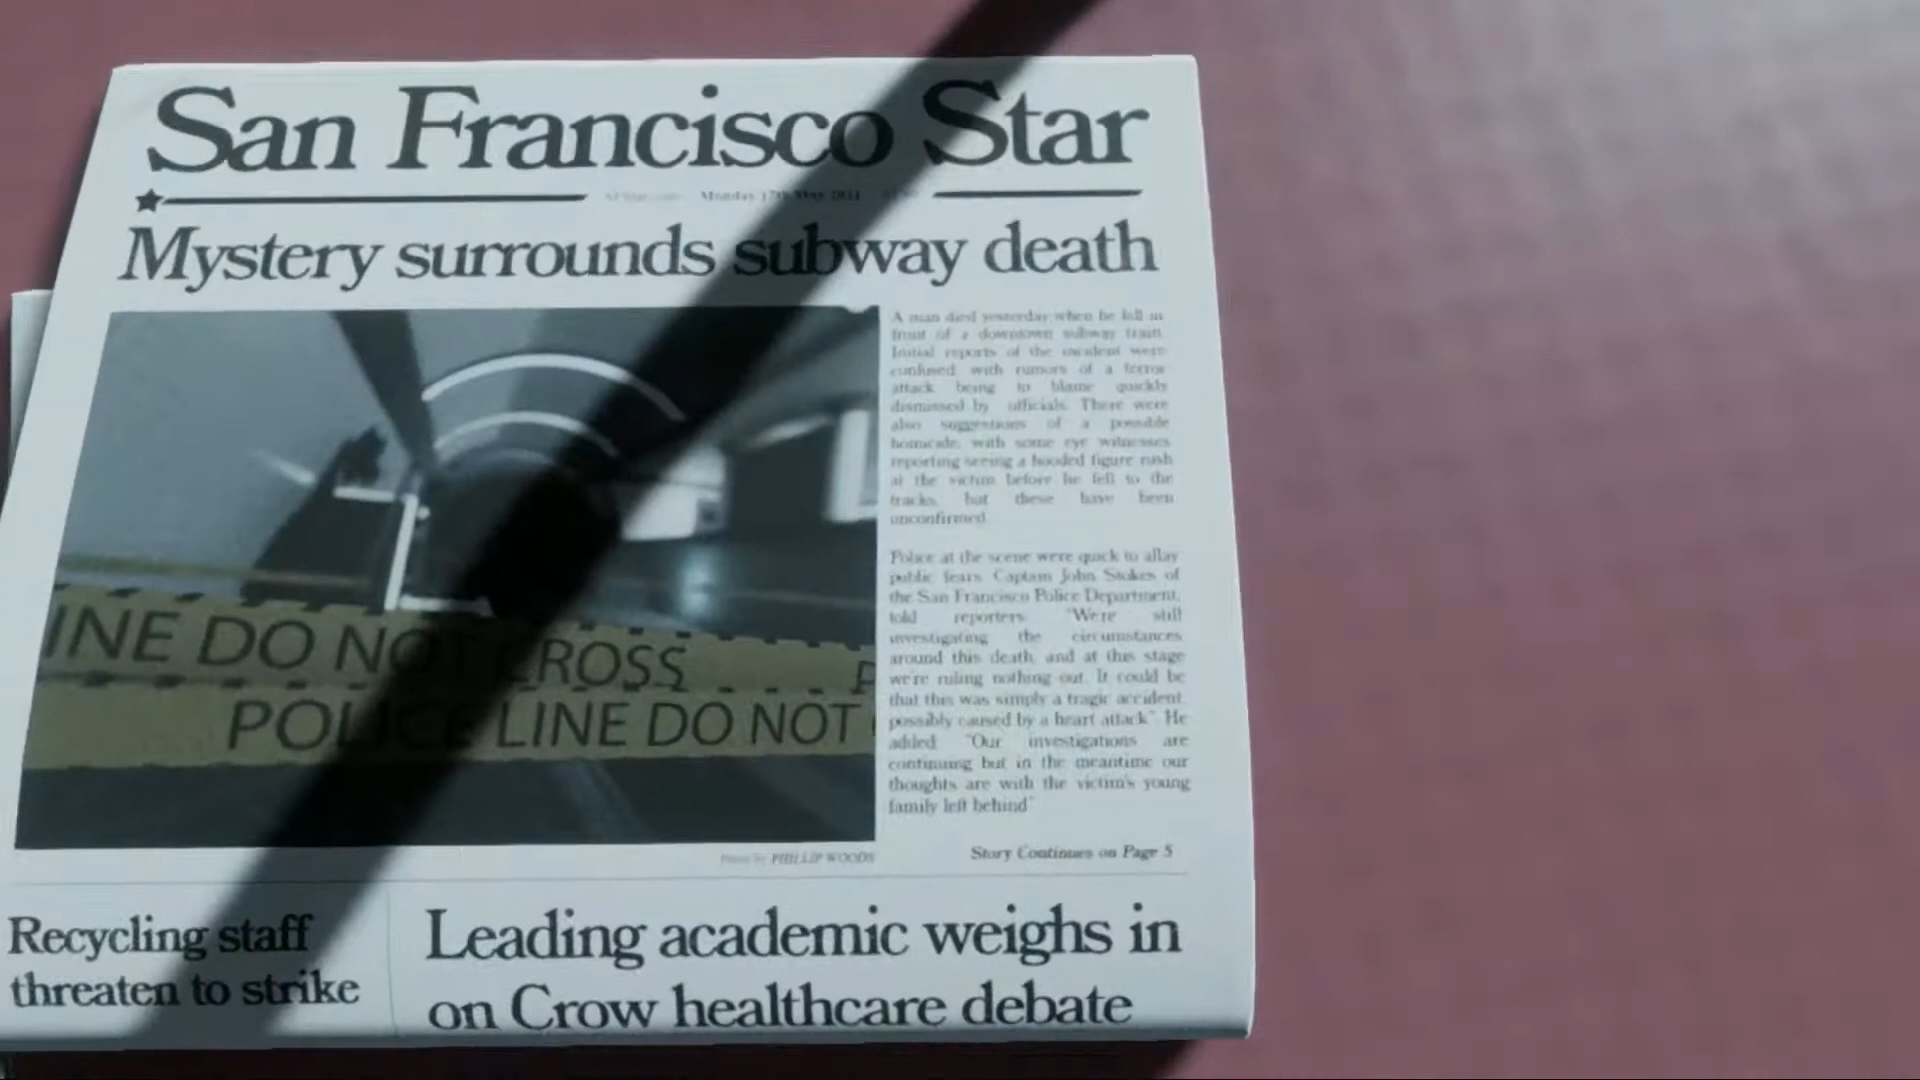 San Francisco Star
Monday 17th May 2011
Mystery surrounds subway death
A man died yesterday when he fell in
front of a downtown subway train.
Initial reports of the incident were
confused, with rumors of a terror
attack being to blame quickly
dismissed by officials. There were
also suggestions of a possible
homicide, with some eye witnesses
reporting seeing a hooded figure rush
at the victim before he fell to the
tracks, but these have been
unconfirmed.
Police at the scene were quick to allay
public fears. Captain John Stokes of
the San Francisco Police Department,
told reporters "We're still
investigating the circumstances
around this death, and at this stage
we're ruling nothing out. It could be
that this was simply a tragic accident,
possibly caused by a heart attack". He
added "Our investigations are
continuing but in the meantime our
thoughts are with the victim's young
family left behind"
Story Continues on Page 5
INE DO NOT CROSS P
POLICE LINE DO NOT
Photo by PHILLIP WOODS
Recycling staff
threaten to strike
Leading academic weighs in
on Crow healthcare debate